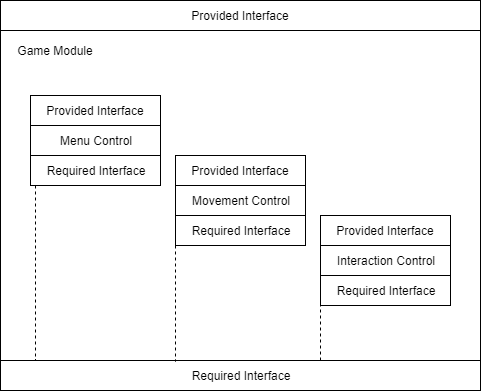 Provided Interface
Game Module
Provided Interface
Menu Control
Required Interface
Provided Interface
Movement Control
Required Interface
Provided Interface
Interaction Control
Required Interface
Required Interface